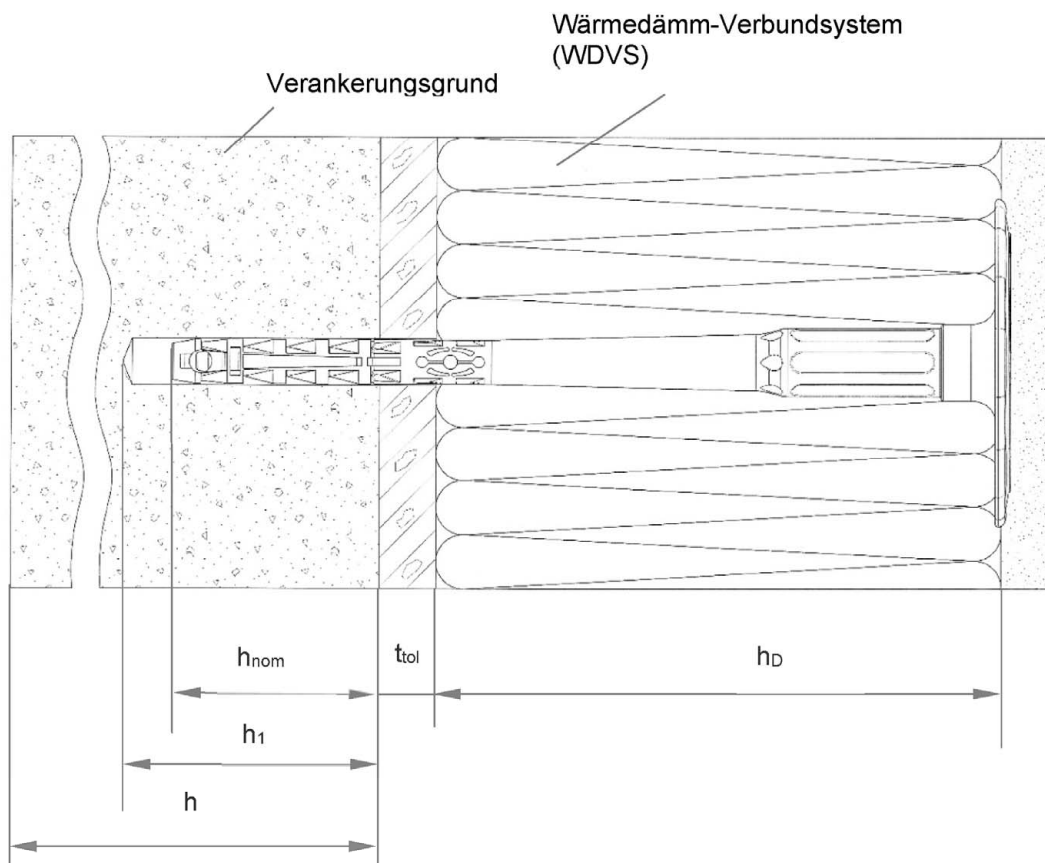 Wärmedämm-Verbundsystem
(WDVS)
Verankerungsgrund
hnom
ttol
hD
h1
h